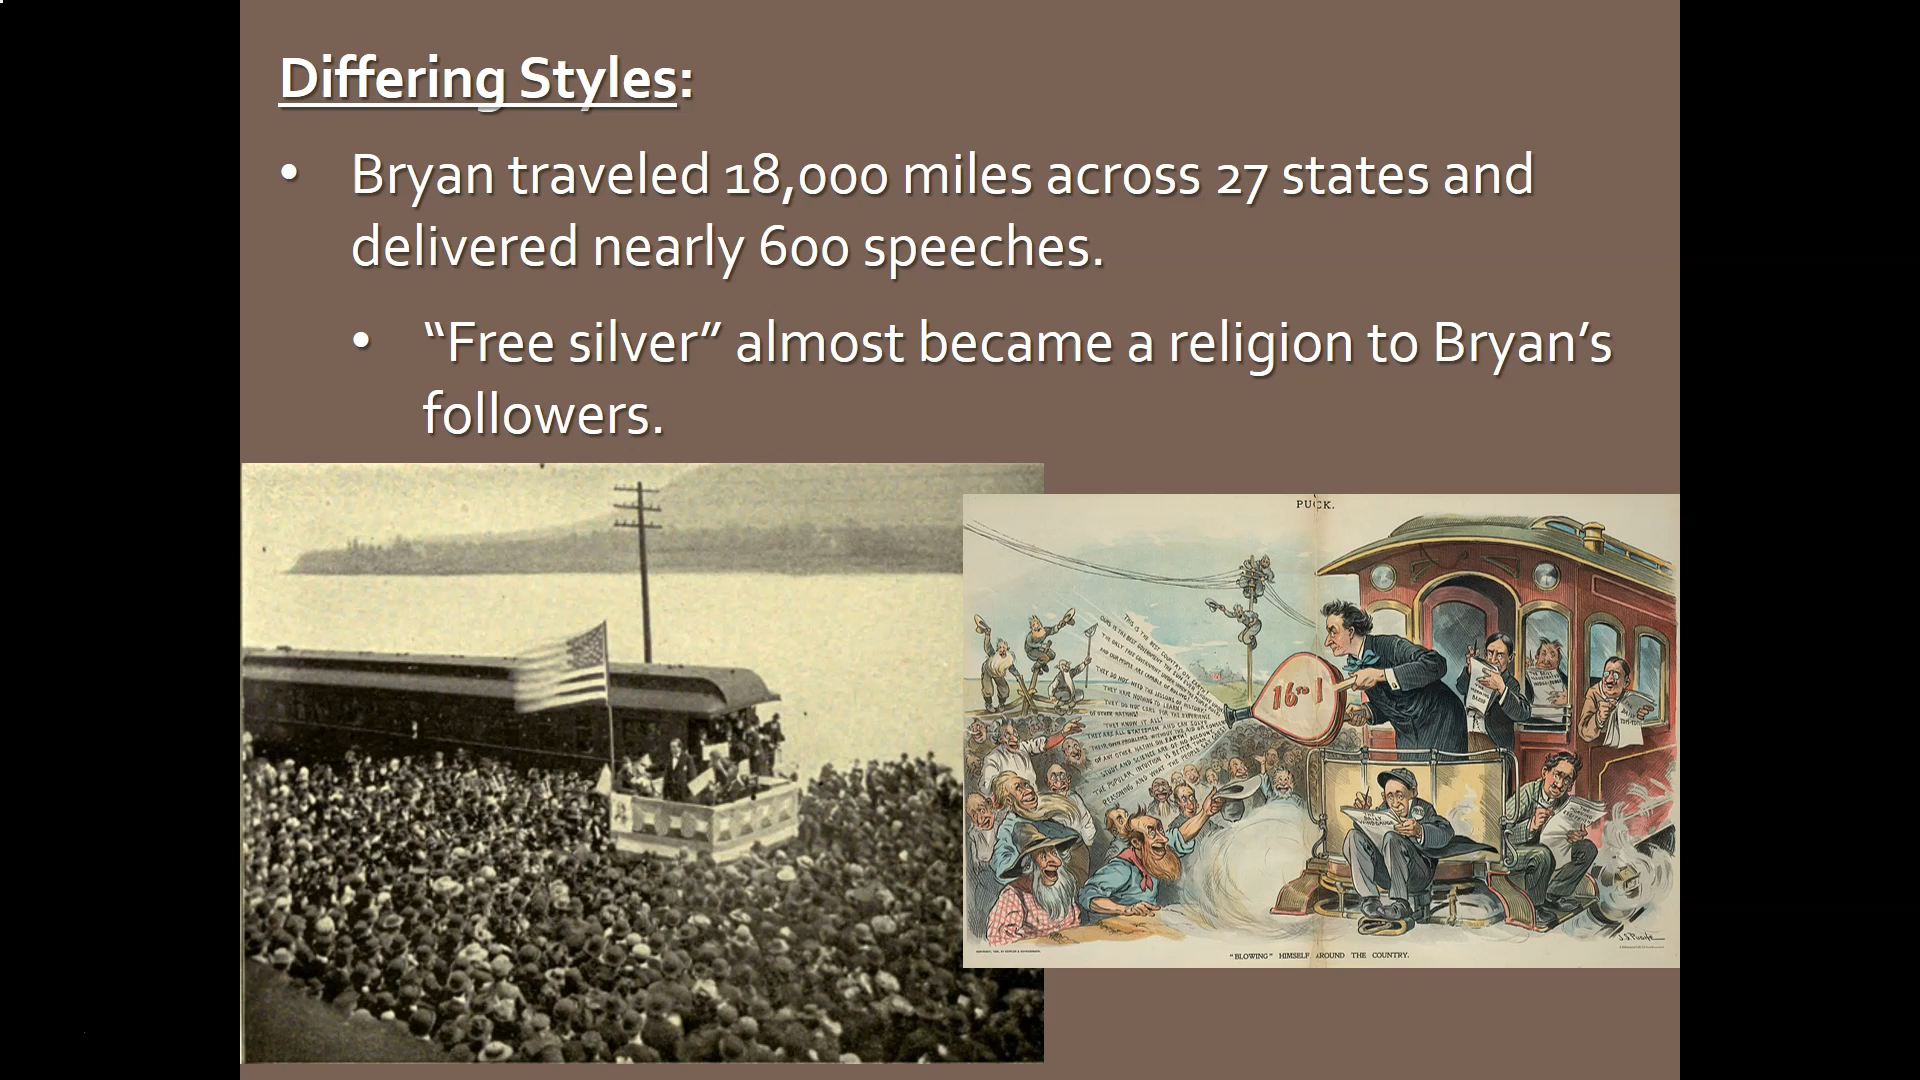 Differing Styles:
• Bryan traveled 18,000 miles across 27 states and
delivered nearly 600 speeches.
• “Free silver” almost became a religion to Bryan’s
followers.
PUCK.
16 TO 1
"BLOWING" HIMSELF AROUND THE COUNTRY.